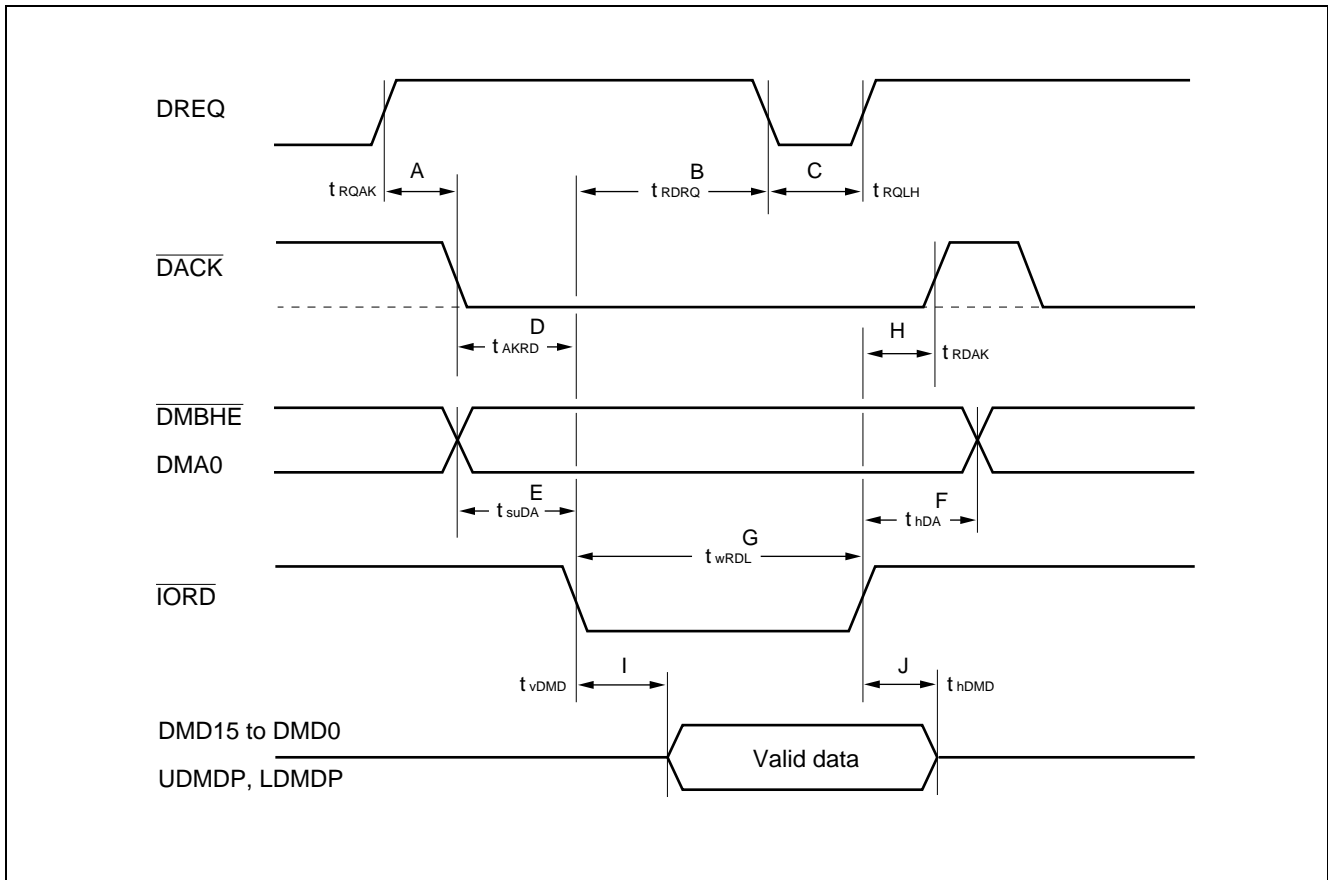 DREQ
A
B
C
t RQAK
t RDRQ
t RQLH
DACK
D
H
t AKRD
t RDAK
DMBHE
DMA0
E
F
t suDA
t hDA
G
t wRDL
IORD
I
J
t vDMD
t hDMD
DMD15 to DMD0
Valid data
UDMDP, LDMDP